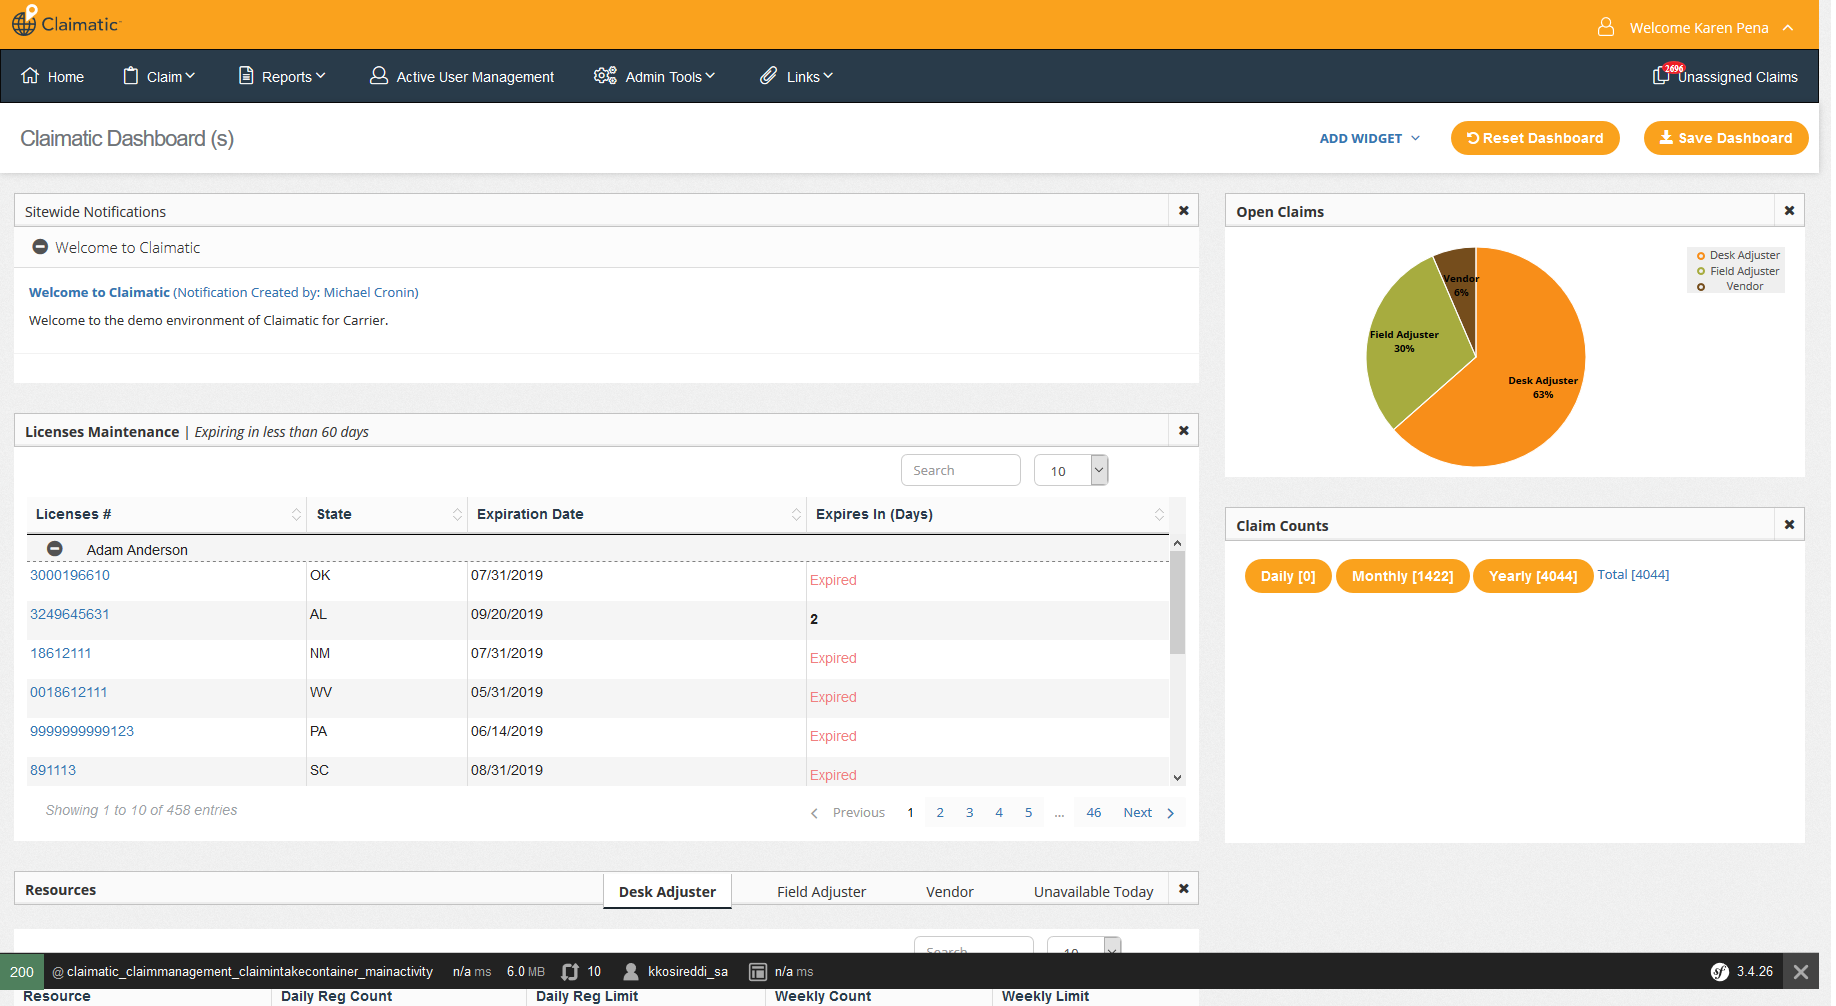 Claimatic
Welcome Karen Pena
Home
Claim
Reports
Active User Management
Admin Tools
Links
2696
Unassigned Claims
Claimatic Dashboard (s)
ADD WIDGET
Reset Dashboard
Save Dashboard
Sitewide Notifications
Welcome to Claimatic
Welcome to Claimatic (Notification Created by: Michael Cronin)
Welcome to the demo environment of Claimatic for Carrier.
Open Claims
Desk Adjuster
Field Adjuster
Vendor
Vendor
6%
Field Adjuster
30%
Desk Adjuster
63%
Licenses Maintenance | Expiring in less than 60 days
Search
10
Licenses # State Expiration Date Expires In (Days)
Adam Anderson
3000196610 OK 07/31/2019 Expired
3249645631 AL 09/20/2019 2
18612111 NM 07/31/2019 Expired
0018612111 WV 05/31/2019 Expired
9999999999123 PA 06/14/2019 Expired
891113 SC 08/31/2019 Expired
Showing 1 to 10 of 458 entries
Previous 1 2 3 4 5 ... 46 Next
Claim Counts
Daily [0] Monthly [1422] Yearly [4044] Total [4044]
Resources
Desk Adjuster
Field Adjuster
Vendor
Unavailable Today
Search
10
200 @ claimatic_claimmanagement_claimintakecontainer_mainactivity n/a ms 6.0 MB 10 kkosireddi_sa n/a ms sf 3.4.26
Resource Daily Reg Count Daily Reg Limit Weekly Count Weekly Limit